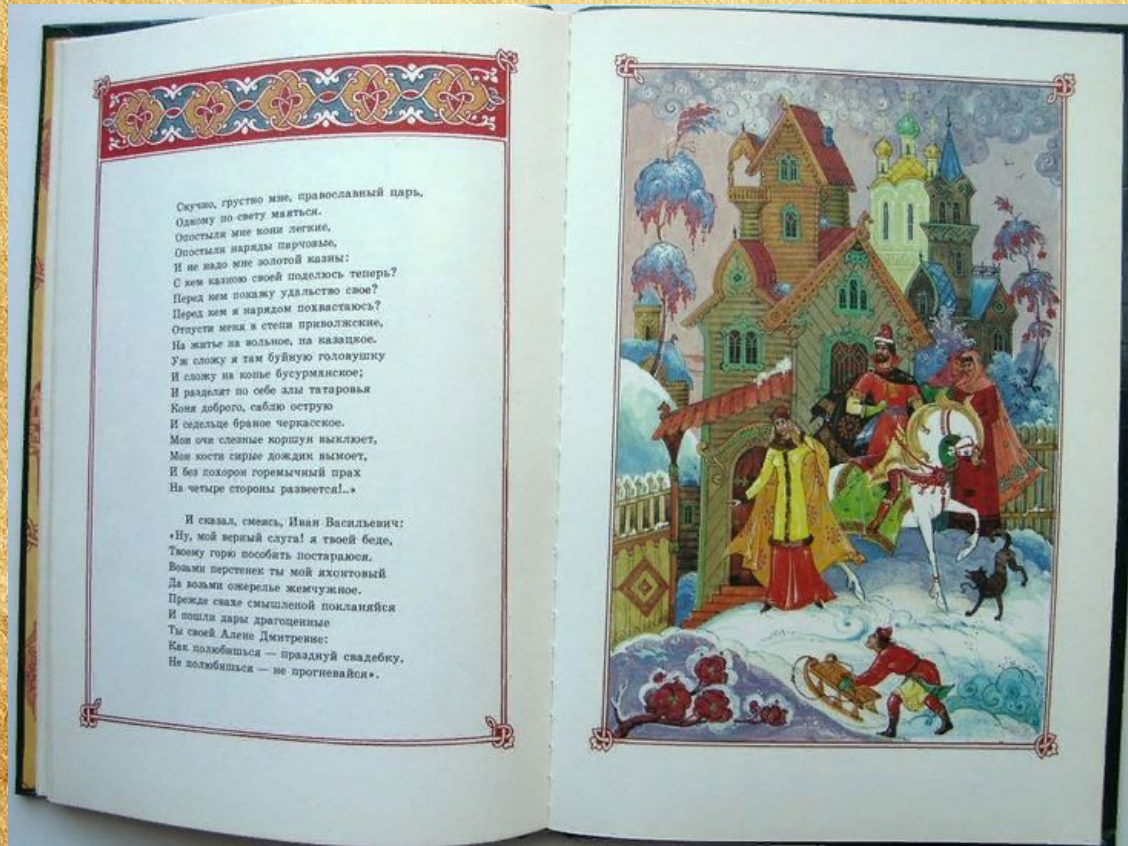 Скучно, грустно мне, православный царь,
Одному по свету маяться.
Опостыли мне кони легкие,
Опостыли наряды парчовые,
И не надо мне золотой казны:
С кем казною своей поделюсь теперь?
Перед кем покажу удальство свое?
Перед кем я нарядом похвастаюсь?
Отпусти меня в степи приволжские,
На житье на вольное, на казацкое.
Уж сложу я там буйную головушку
И сложу на копье бусурманское;
И разделят по себе злы татаровья
Коня доброго, саблю острую
И седельце браное черкасское.
Мои очи слезные коршун выклюет,
Мои кости сирые дождик вымоет,
И без похорон горемычный прах
На четыре стороны развеется!..»
И сказал, смеясь, Иван Васильевич:
«Ну, мой верный слуга! я твоей беде,
Твоему горю пособить постараюся.
Возьми перстенек ты мой яхонтовый
Да возьми ожерелье жемчужное.
Прежде свахе смышленой покланяйся
И пошли дары драгоценные
Ты своей Алене Дмитревне:
Как полюбишься — празднуй свадебку,
Не полюбишься — не прогневайся».